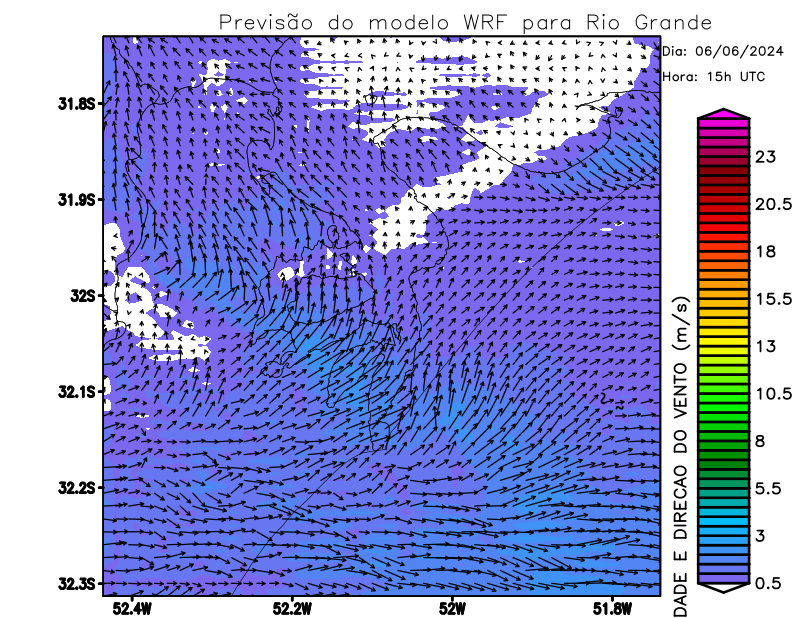 Previsão do modelo WRF para Rio Grande
Dia: 06/06/2024
Hora: 15h UTC
31.8S
31.9S
32S
32.1S
32.2S
32.3S
52.4W
52.2W
52W
51.8W
23
20.5
18
15.5
13
10.5
8
5.5
3
0.5
DADE E DIRECAO DO VENTO (m/s)